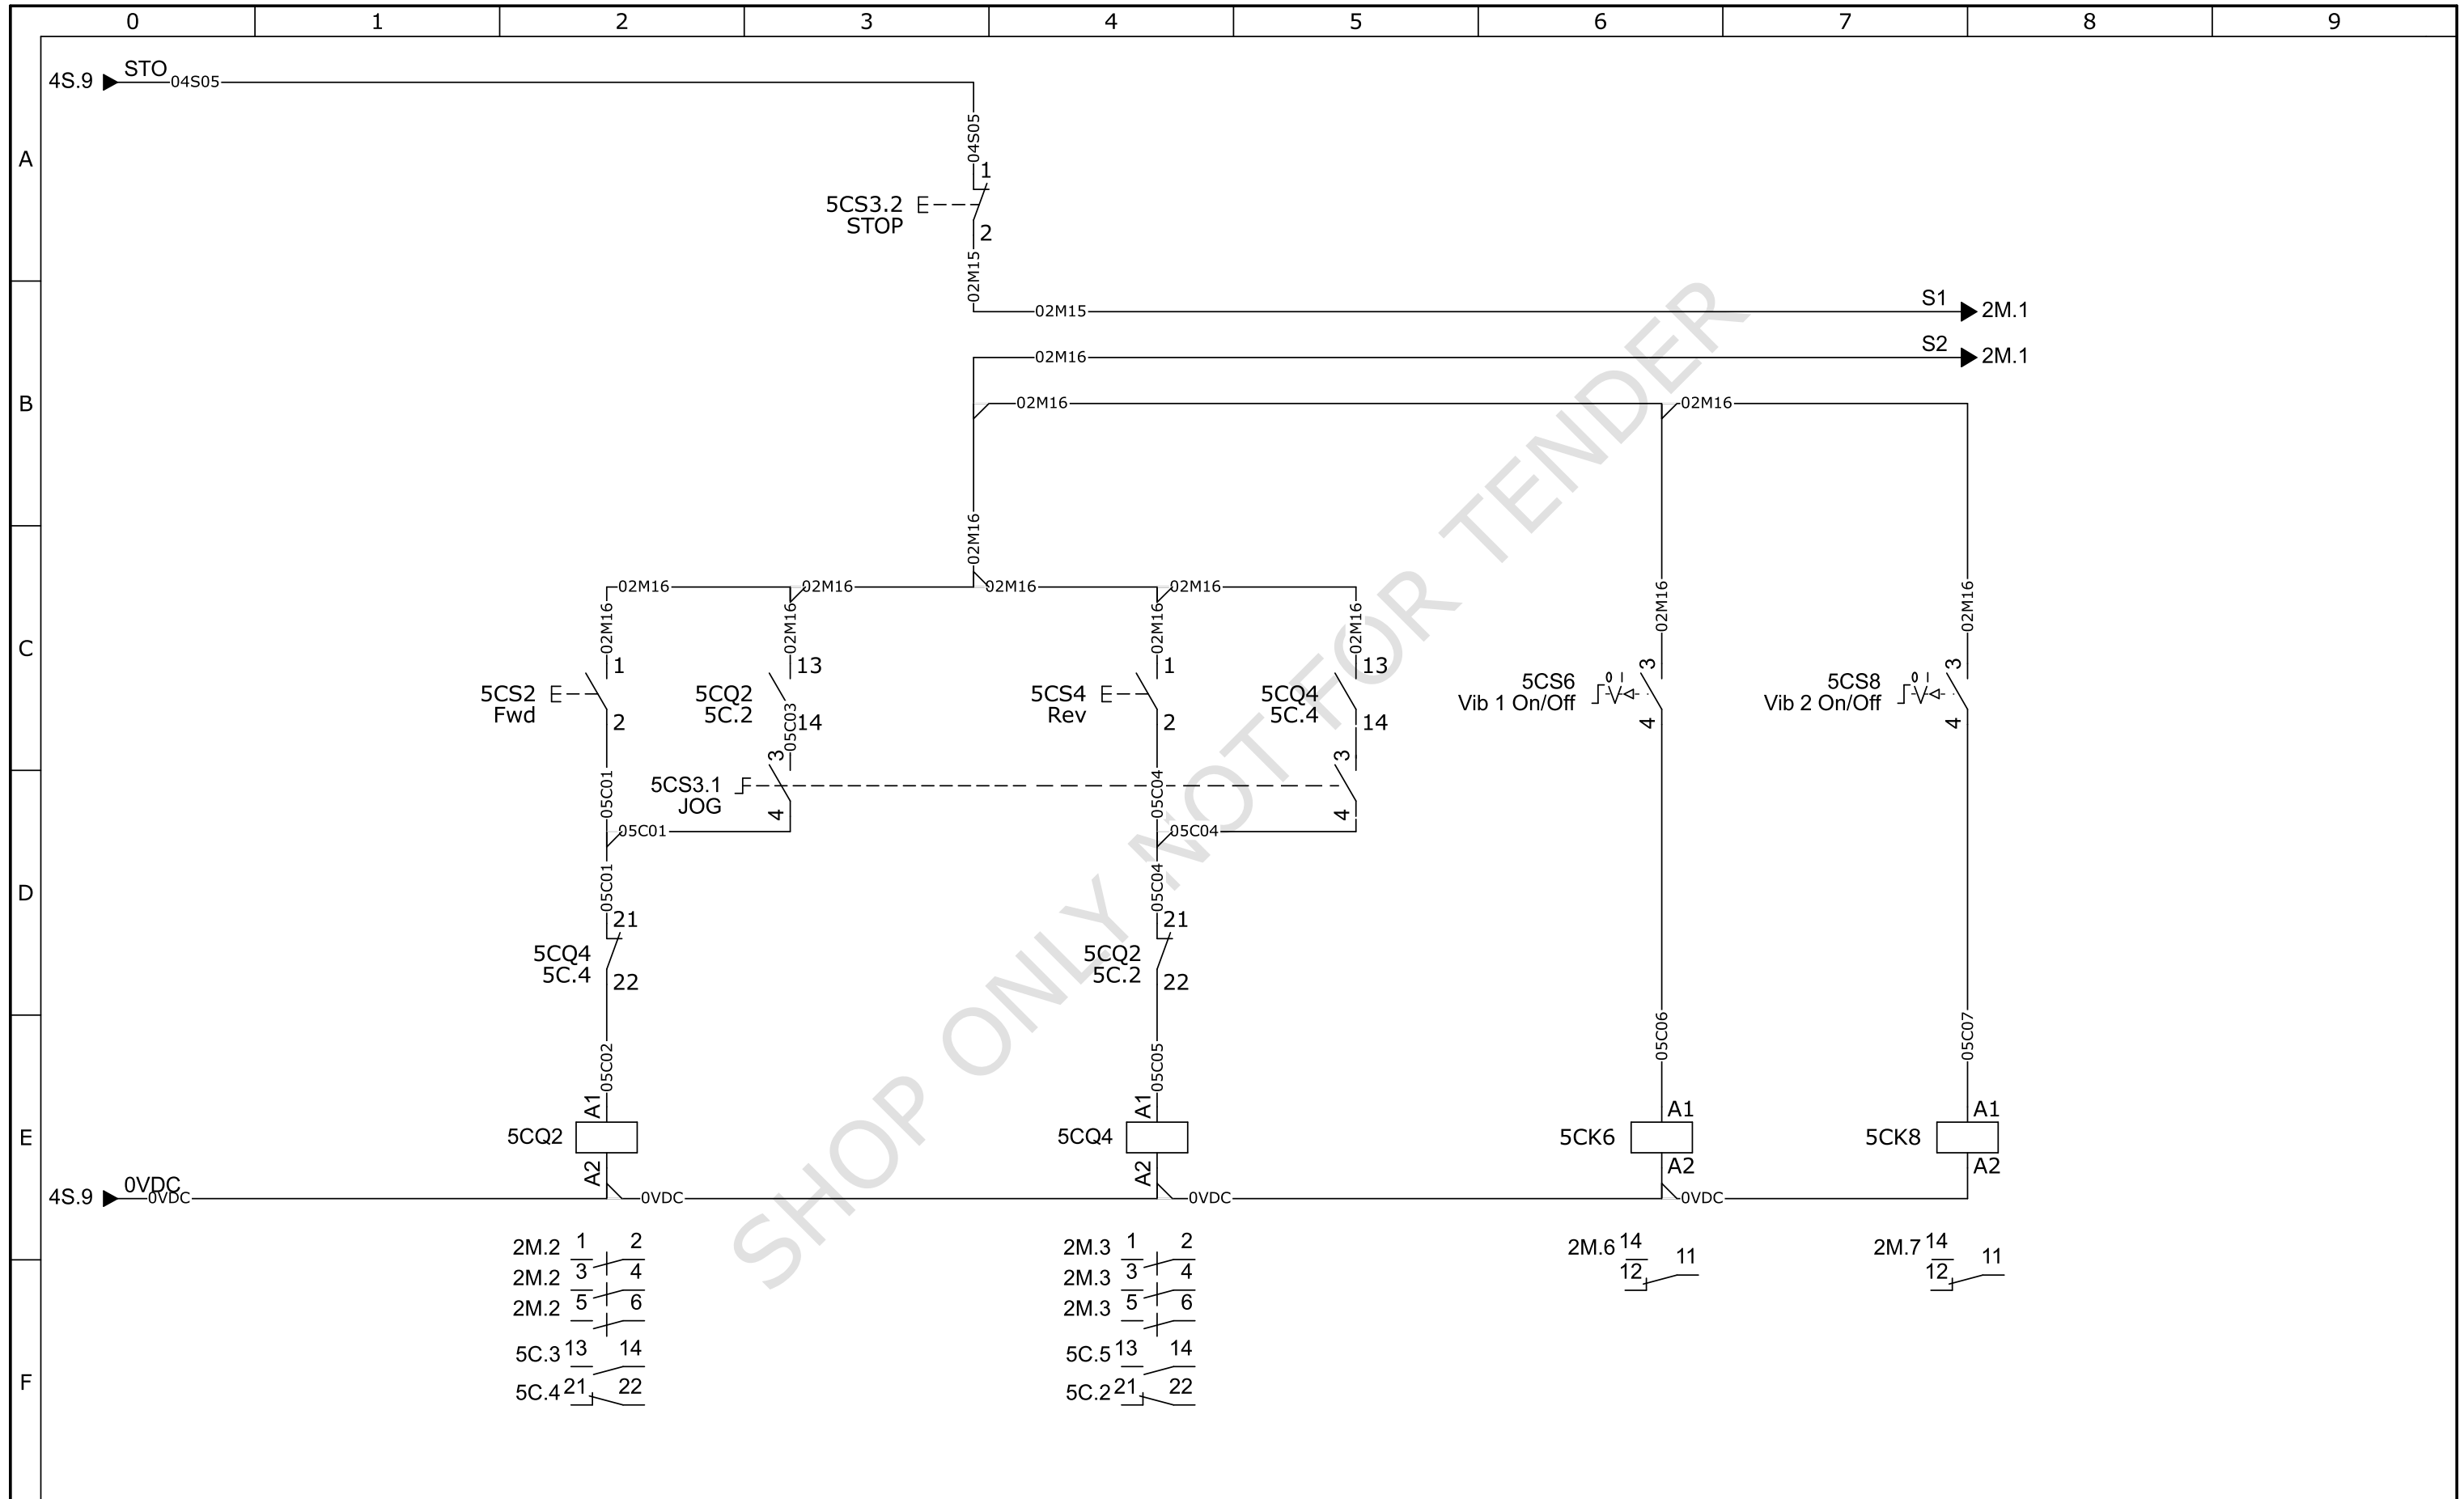 0 1 2 3 4 5 6 7 8 9
4S.9 STO 04S05
04S05
A
1
5CS3.2
STOP
2
02M15
02M15 S1 2M.1
02M16 S2 2M.1
B
02M16 02M16
02M16
02M16 02M16 02M16 02M16
02M16 02M16 02M16 02M16 02M16 02M16
C
1 13 1 13 3 3
5CS2 5CQ2 5CS4 5CQ4 5CS6 0 5CS8 0
Fwd 5C.2 Rev 5C.4 Vib 1 On/Off Vib 2 On/Off
2 14 2 14 4 4
05C03
3 3
5CS3.1
JOG
4 4
05C01 05C04
05C01 05C04
05C01 05C04
D
21 21
5CQ4 5CQ2
5C.4 5C.2
22 22
05C02 05C05 05C06 05C07
A1 A1 A1 A1
E
5CQ2 5CQ4 5CK6 5CK8
A2 A2 A2 A2
4S.9 0VDC
0VDC 0VDC 0VDC 0VDC
2M.2 1 2 2M.3 1 2 2M.6 14 11 2M.7 14 11
2M.2 3 4 2M.3 3 4 12 12
2M.2 5 6 2M.3 5 6
5C.3 13 14 5C.5 13 14
F
5C.4 21 22 5C.2 21 22
SHOP ONLY NOT FOR TENDER